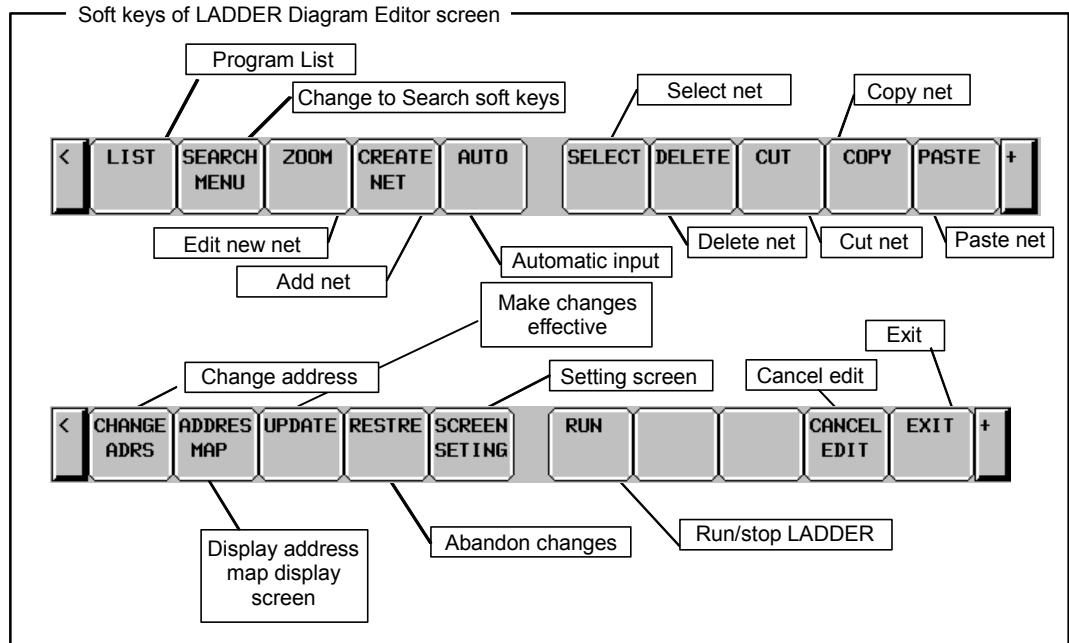 Soft keys of LADDER Diagram Editor screen
Program List
Change to Search soft keys
Select net
Copy net
< LIST SEARCH ZOOM CREATE AUTO SELECT DELETE CUT COPY PASTE +
MENU NET
Edit new net
Add net
Automatic input
Delete net
Cut net
Paste net
Make changes
effective
Exit
Change address
Setting screen
Cancel edit
< CHANGE ADDRES UPDATE RESTRE SCREEN RUN CANCEL EXIT +
ADRS MAP SETING EDIT
Display address
map display
screen
Abandon changes
Run/stop LADDER